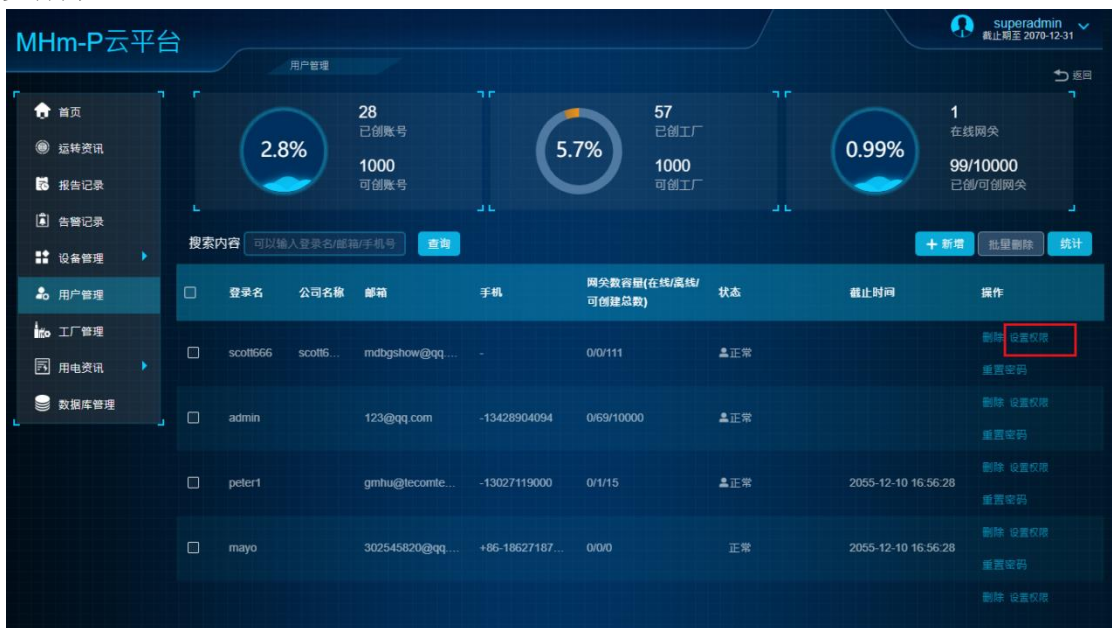 MHm-P云平台
superadmin
截止期至 2070-12-31
用户管理
返回
首页
运转资讯
报告记录
告警记录
设备管理
用户管理
工厂管理
用电资讯
数据库管理
2.8%
28
已创账号
1000
可创账号
5.7%
57
已创工厂
1000
可创工厂
0.99%
1
在线网关
99/10000
已创/可创网关
搜索内容 可以输入登录名/邮箱/手机号 查询
新增 批量删除 统计
登录名 公司名称 邮箱 手机 网关数容量(在线/离线/可创建总数) 状态 截止时间 操作
scott666 scott6... mdbgshow@qq.... - 0/0/111 正常 删除 设置权限
重置密码
admin 123@qq.com -13428904094 0/69/10000 正常 删除 设置权限
重置密码
peter1 gmhu@tecomte... -13027119000 0/1/15 正常 2055-12-10 16:56:28 删除 设置权限
重置密码
mayo 302545820@qq.... +86-18627187... 0/0/0 正常 2055-12-10 16:56:28 删除 设置权限
重置密码
删除 设置权限